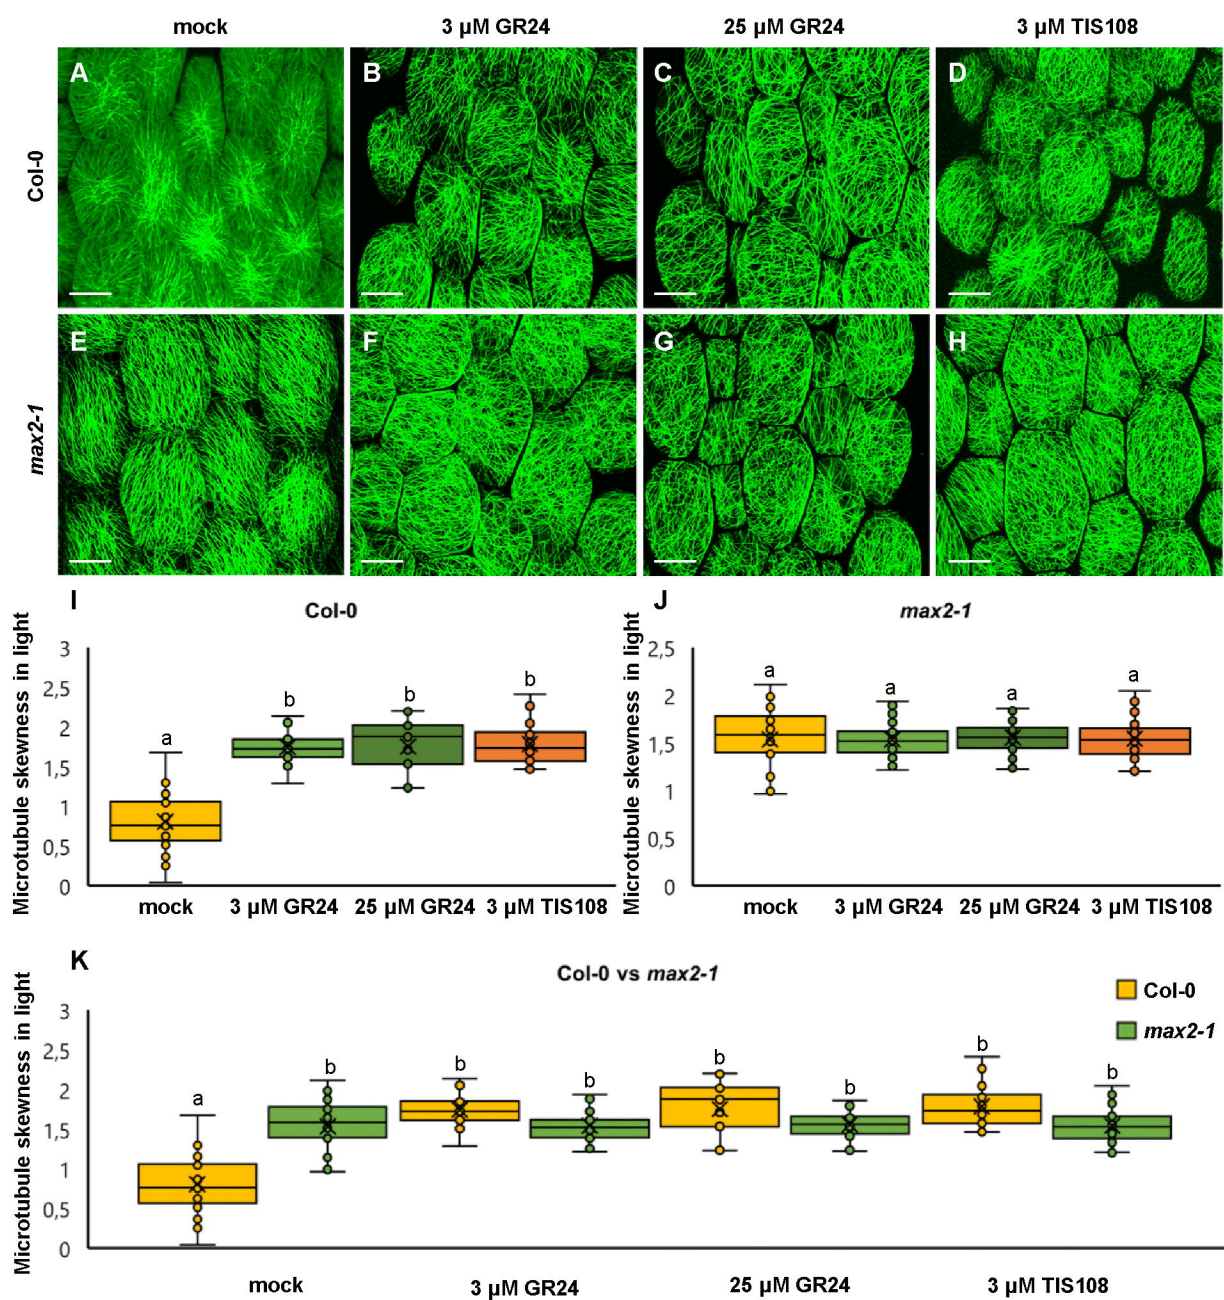 mock 3 µM GR24 25 µM GR24 3 µM TIS108
Col-0
A B C D
max2-1
E F G H
I J
Col-0
Microtubule skewness in light
3
2,5
2
1,5
1
0,5
0
a b b b
mock 3 µM GR24 25 µM GR24 3 µM TIS108
max2-1
Microtubule skewness in light
2,5
2
1,5
1
0,5
0
a a a a
mock 3 µM GR24 25 µM GR24 3 µM TIS108
K
Col-0 vs max2-1
Col-0
max2-1
Microtubule skewness in light
3
2,5
2
1,5
1
0,5
0
a b b b b b b b
mock 3 µM GR24 25 µM GR24 3 µM TIS108